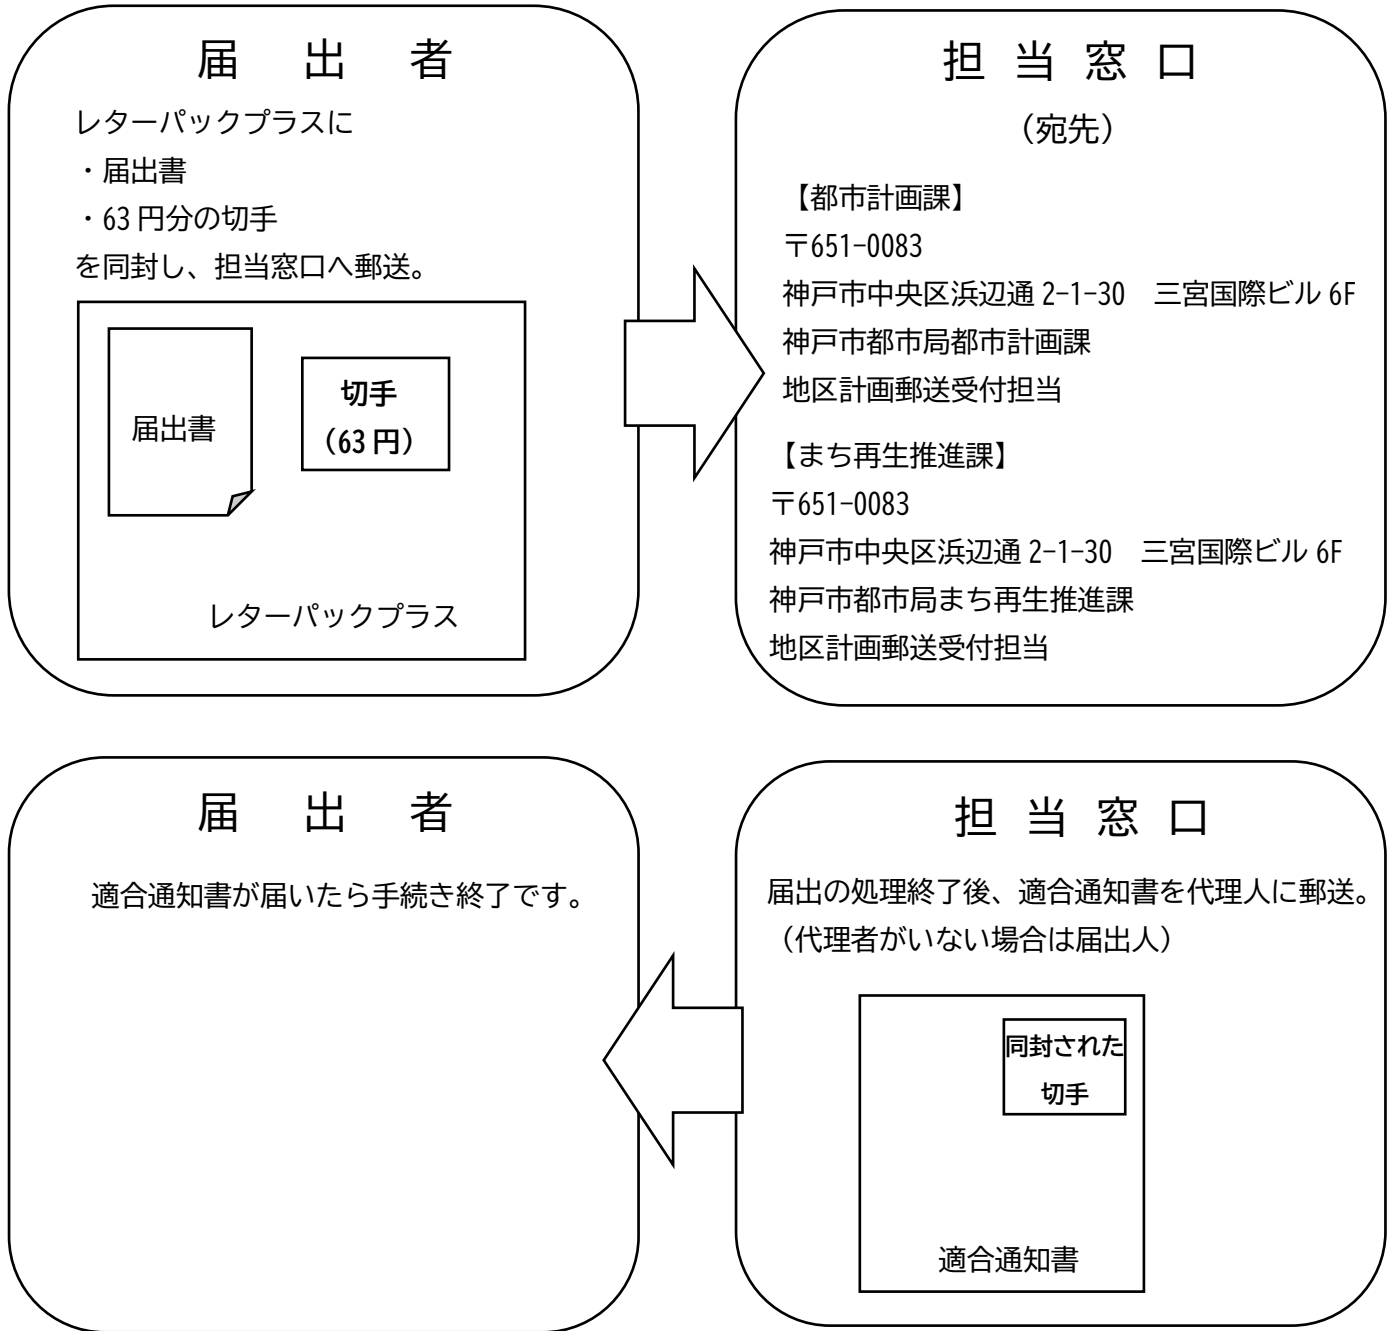 届 出 者
レターパックプラスに
・届出書
・63円分の切手
を同封し、担当窓口へ郵送。
届出書
切手
（63円）
レターパックプラス
担当窓口
（宛先）
【都市計画課】
〒651-0083
神戸市中央区浜辺通2-1-30　三宮国際ビル6F
神戸市都市局都市計画課
地区計画郵送受付担当
【まち再生推進課】
〒651-0083
神戸市中央区浜辺通2-1-30　三宮国際ビル6F
神戸市都市局まち再生推進課
地区計画郵送受付担当
届 出 者
適合通知書が届いたら手続き終了です。
担当窓口
届出の処理終了後、適合通知書を代理人に郵送。
（代理者がいない場合は届出人）
同封された
切手
適合通知書